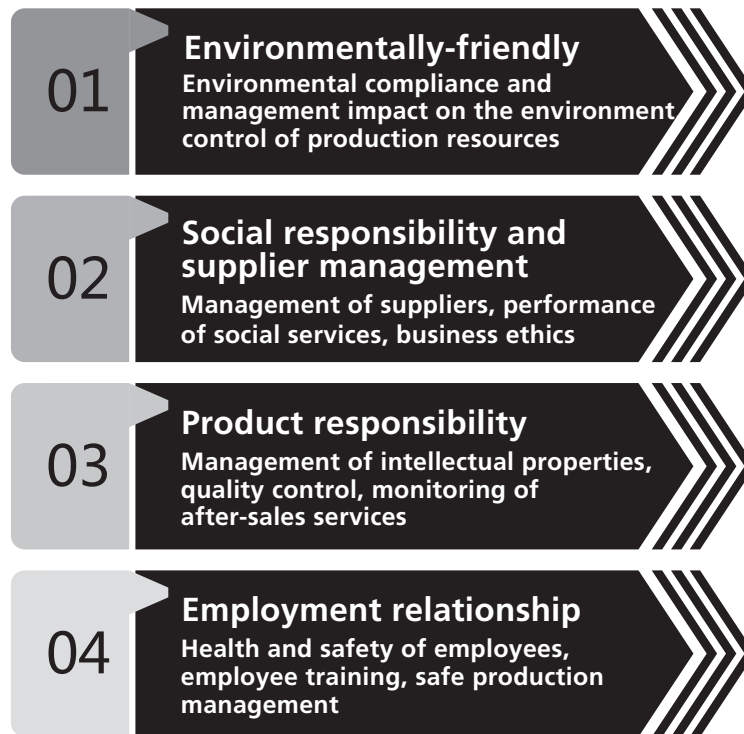 01
Environmentally-friendly
Environmental compliance and
management impact on the environment
control of production resources
02
Social responsibility and
supplier management
Management of suppliers, performance
of social services, business ethics
03
Product responsibility
Management of intellectual properties,
quality control, monitoring of
after-sales services
04
Employment relationship
Health and safety of employees,
employee training, safe production
management